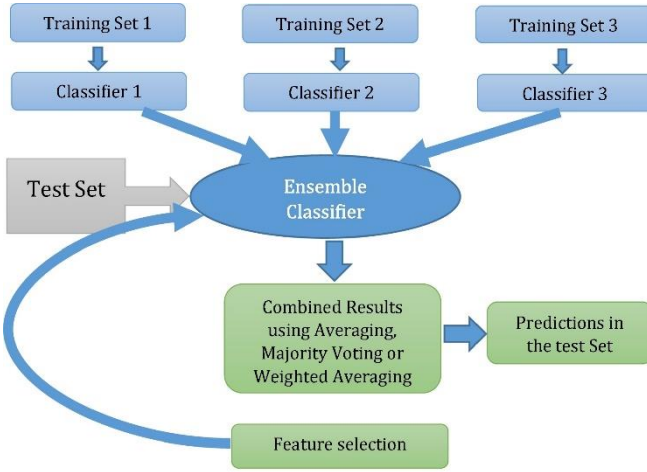 Training Set 1
Training Set 2
Training Set 3
Classifier 1
Classifier 2
Classifier 3
Test Set
Ensemble
Classifier
Combined Results
using Averaging,
Majority Voting or
Weighted Averaging
Predictions in
the test Set
Feature selection